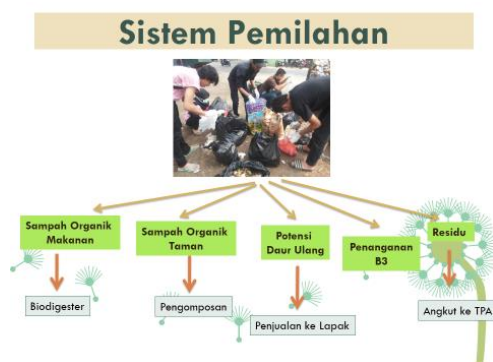 Sistem Pemilahan
Sampah Organik
Makanan
Sampah Organik
Taman
Potensi
Daur Ulang
Penanganan
B3
Residu
Biodigester
Pengomposan
Penjualan ke Lapak
Angkut ke TPA